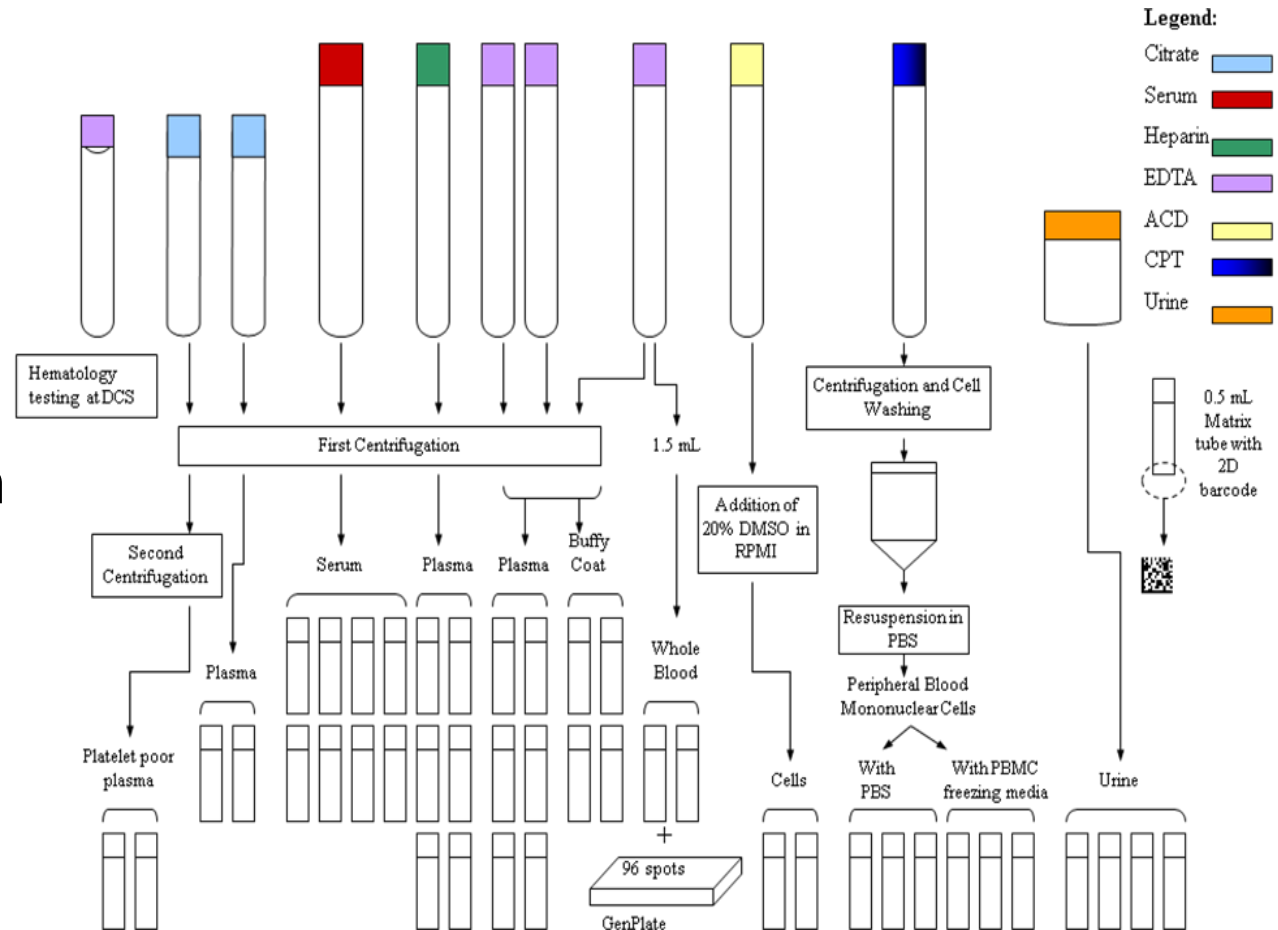 Legend:
Citrate
Serum
Heparin
EDTA
ACD
CPT
Urine
Hematology
testing at DCS
First Centrifugation
1.5 mL
Centrifugation and Cell
Washing
0.5 mL
Matrix
tube with
2D
barcode
Second
Centrifugation
Serum
Plasma
Plasma
Buffy
Coat
Addition of
20% DMSO in
RPMI
Resuspension in
PBS
Plasma
Whole
Blood
Peripheral Blood
Mononuclear Cells
Platelet poor
plasma
Cells
With
PBS
With PBMC
freezing media
Urine
+
96 spots
GenPlate